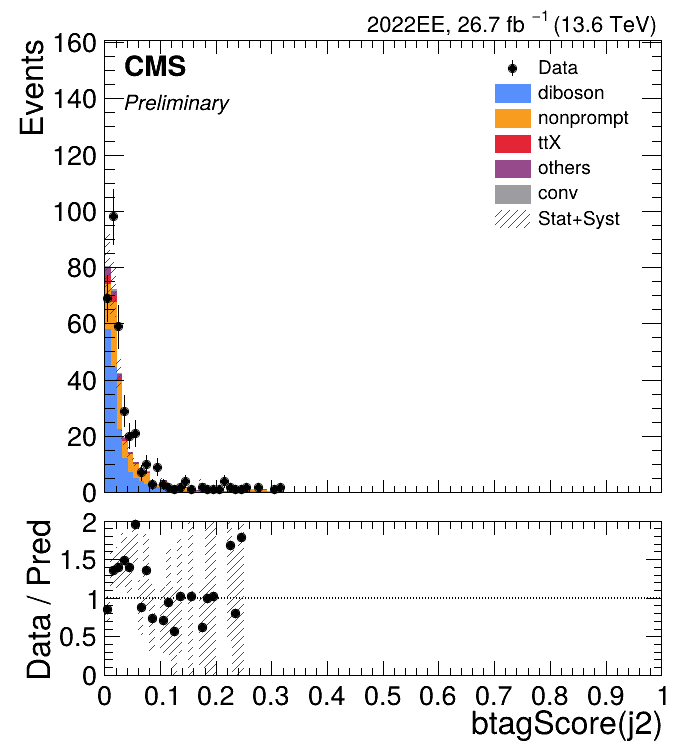 2022EE, 26.7 fb⁻¹ (13.6 TeV)
160
CMS
Data
Events
140
Preliminary
diboson
nonprompt
120
ttX
others
100
conv
Stat+Syst
80
60
40
20
0
2
Data / Pred
1.5
1
0.5
0
0 0.1 0.2 0.3 0.4 0.5 0.6 0.7 0.8 0.9 1
btagScore(j2)